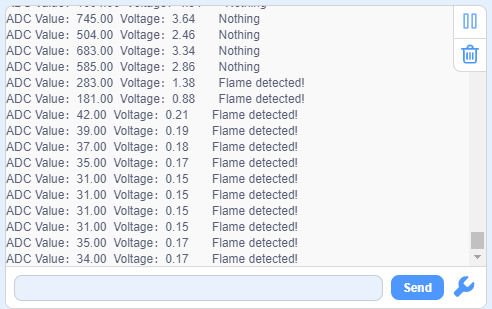 ADC Value： 745.00  Voltage： 3.64  Nothing
ADC Value： 504.00  Voltage： 2.46  Nothing
ADC Value： 683.00  Voltage： 3.34  Nothing
ADC Value： 585.00  Voltage： 2.86  Nothing
ADC Value： 283.00  Voltage： 1.38  Flame detected!
ADC Value： 181.00  Voltage： 0.88  Flame detected!
ADC Value： 42.00  Voltage： 0.21  Flame detected!
ADC Value： 39.00  Voltage： 0.19  Flame detected!
ADC Value： 37.00  Voltage： 0.18  Flame detected!
ADC Value： 35.00  Voltage： 0.17  Flame detected!
ADC Value： 31.00  Voltage： 0.15  Flame detected!
ADC Value： 31.00  Voltage： 0.15  Flame detected!
ADC Value： 31.00  Voltage： 0.15  Flame detected!
ADC Value： 31.00  Voltage： 0.15  Flame detected!
ADC Value： 35.00  Voltage： 0.17  Flame detected!
ADC Value： 34.00  Voltage： 0.17  Flame detected!
Send